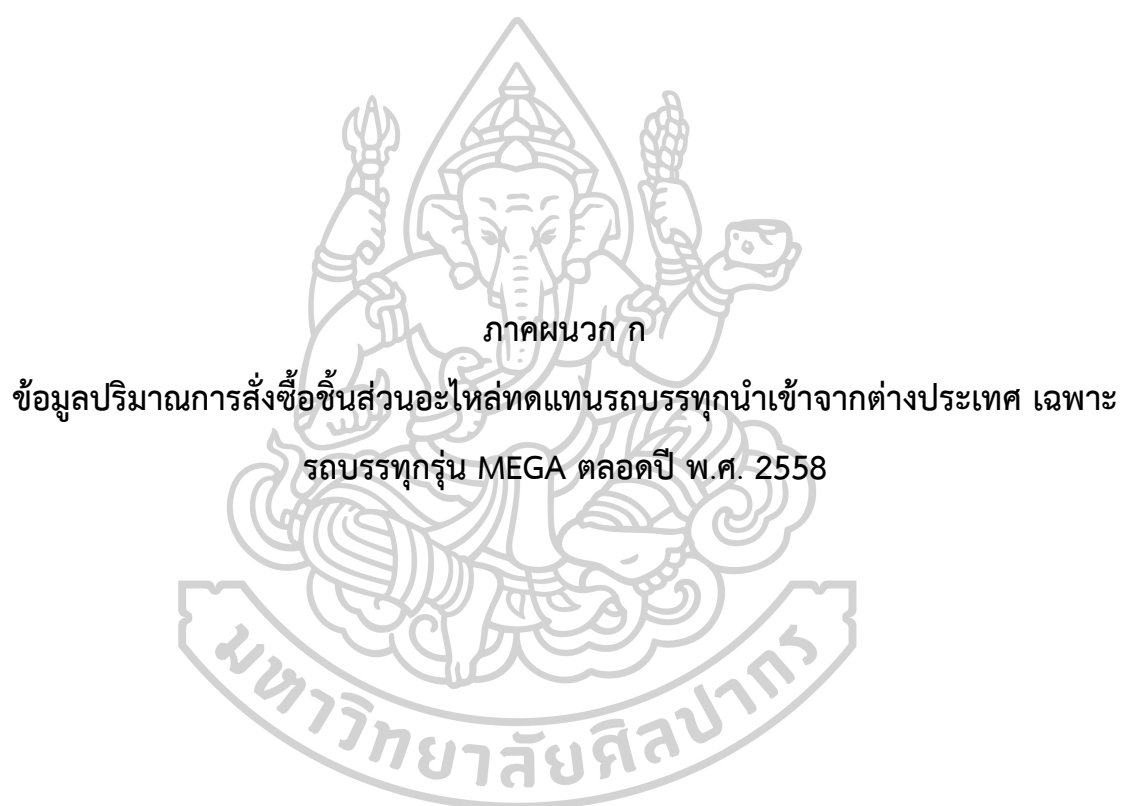 ภาคผนวก ก
ข้อมูลปริมาณการสั่งซื้อชิ้นส่วนอะไหล่ทดแทนรถบรรทุกนำเข้าจากต่างประเทศ เฉพาะ
รถบรรทุกรุ่น MEGA ตลอดปี พ.ศ. 2558
มหาวิทยาลัยศิลปากร